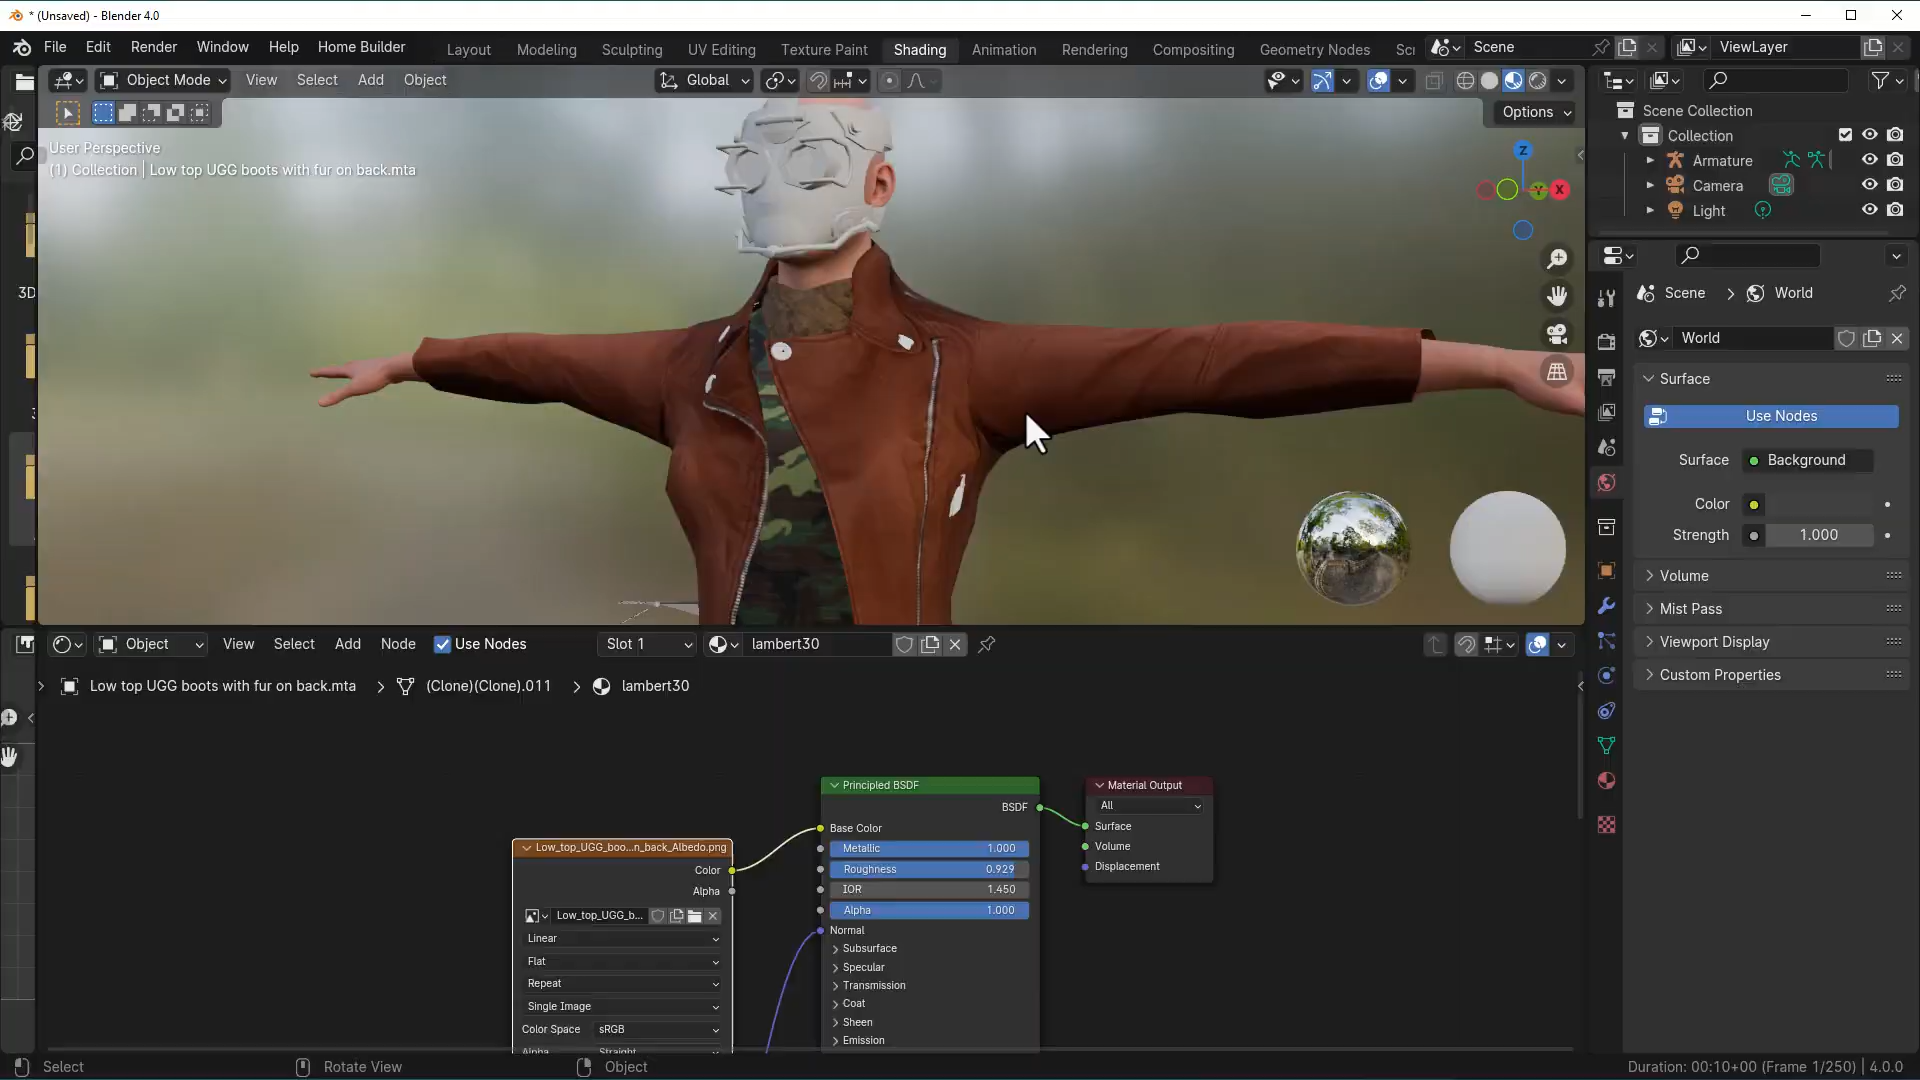 * (Unsaved) - Blender 4.0
File Edit Render Window Help Home Builder Layout Modeling Sculpting UV Editing Texture Paint Shading Animation Rendering Compositing Geometry Nodes Scr Scene ViewLayer
Object Mode View Select Add Object Global
Options
User Perspective
(1) Collection | Low top UGG boots with fur on back.mta
Z
Y
X
3D
Scene Collection
Collection
Armature
Camera
Light
Scene > World
World
Surface
Use Nodes
Surface Background
Color
Strength 1.000
Volume
Mist Pass
Viewport Display
Custom Properties
Object View Select Add Node Use Nodes Slot 1 lambert30
Low top UGG boots with fur on back.mta > (Clone)(Clone).011 > lambert30
Low_top_UGG_boo...n_back_Albedo.png
Color
Alpha
Low_top_UGG_b...
Linear
Flat
Repeat
Single Image
Color Space sRGB
Alpha Straight
Principled BSDF
BSDF
Base Color
Metallic 1.000
Roughness 0.929
IOR 1.450
Alpha 1.000
Normal
Subsurface
Specular
Transmission
Coat
Sheen
Emission
Material Output
All
Surface
Volume
Displacement
Select Rotate View Object Duration: 00:10+00 (Frame 1/250) | 4.0.0